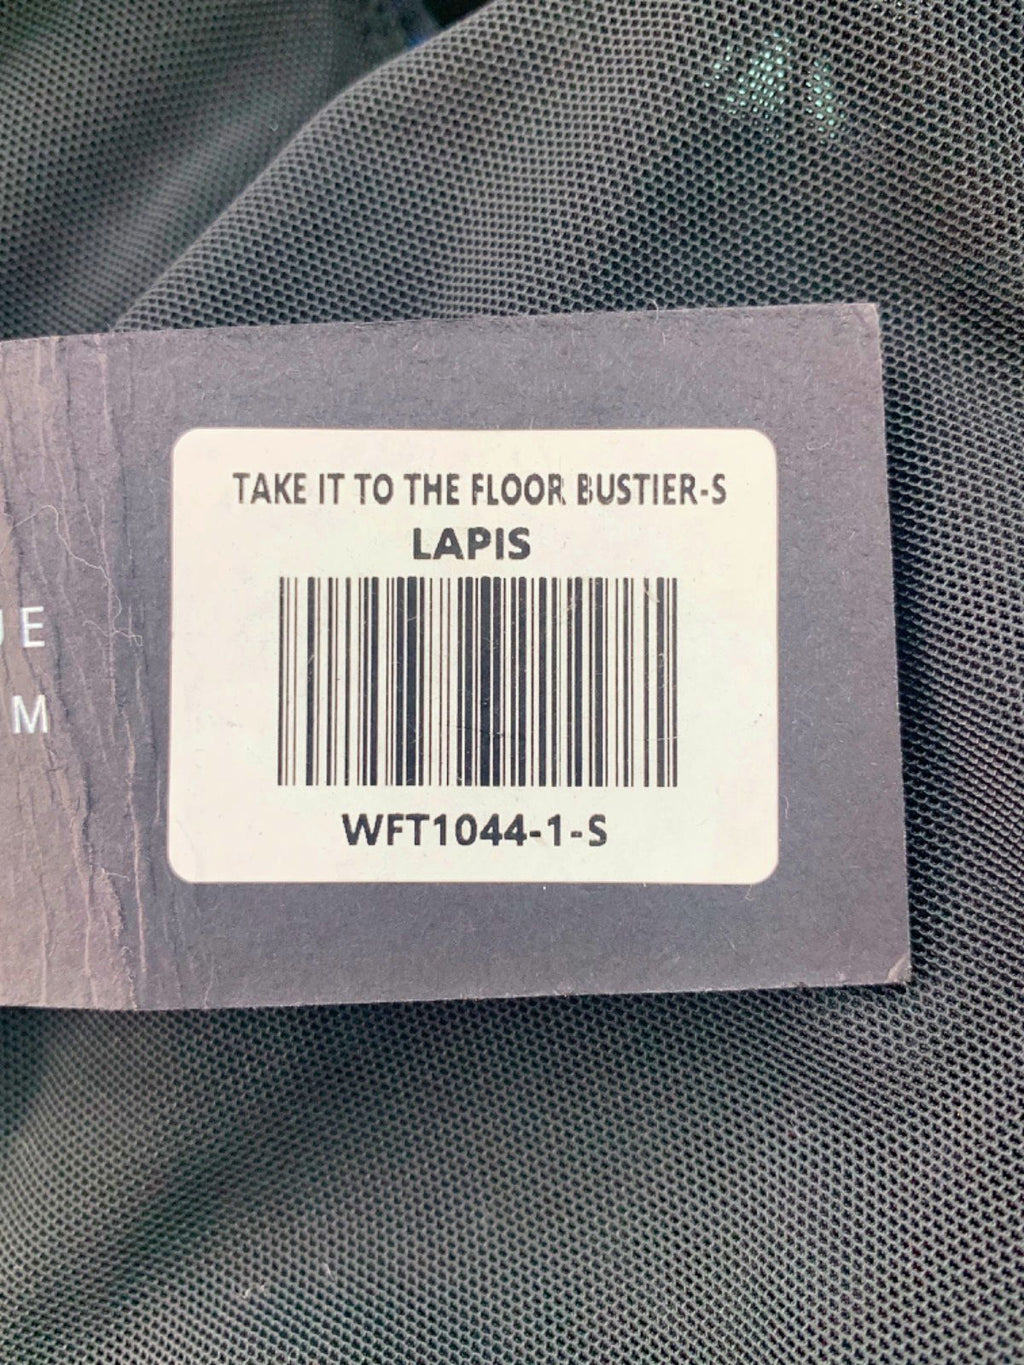 TAKE IT TO THE FLOOR BUSTIER-S
LAPIS
WFT1044-1-S